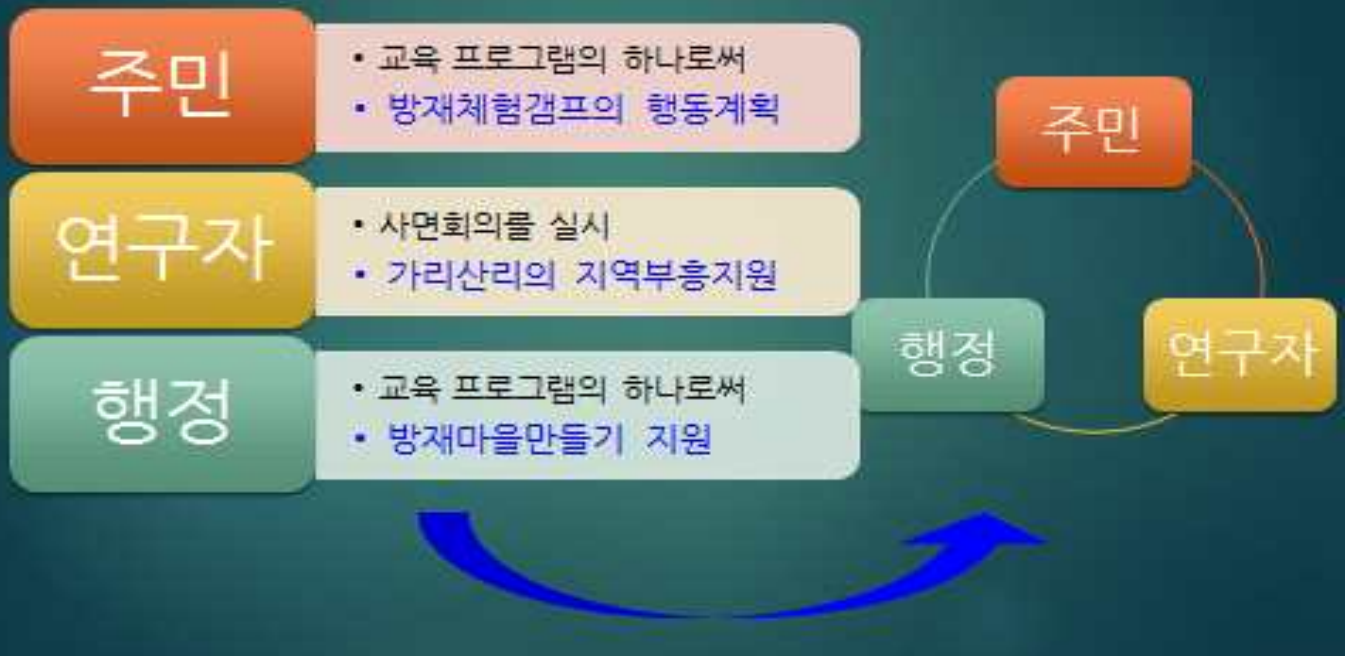 주민
• 교육 프로그램의 하나로써
• 방재체험캠프의 행동계획
연구자
• 사면회의를 실시
• 가리산리의 지역부흥지원
행정
• 교육 프로그램의 하나로써
• 방재마을만들기 지원
주민
행정
연구자